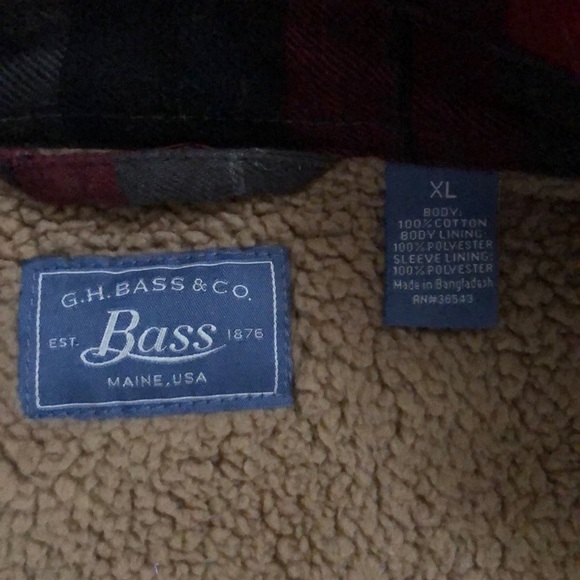 G.H. BASS & CO.
EST. Bass 1876
MAINE, USA
XL
BODY:
100% COTTON
BODY LINING:
100% POLYESTER
SLEEVE LINING:
100% POLYESTER
Made in Bangladesh
RN#36543